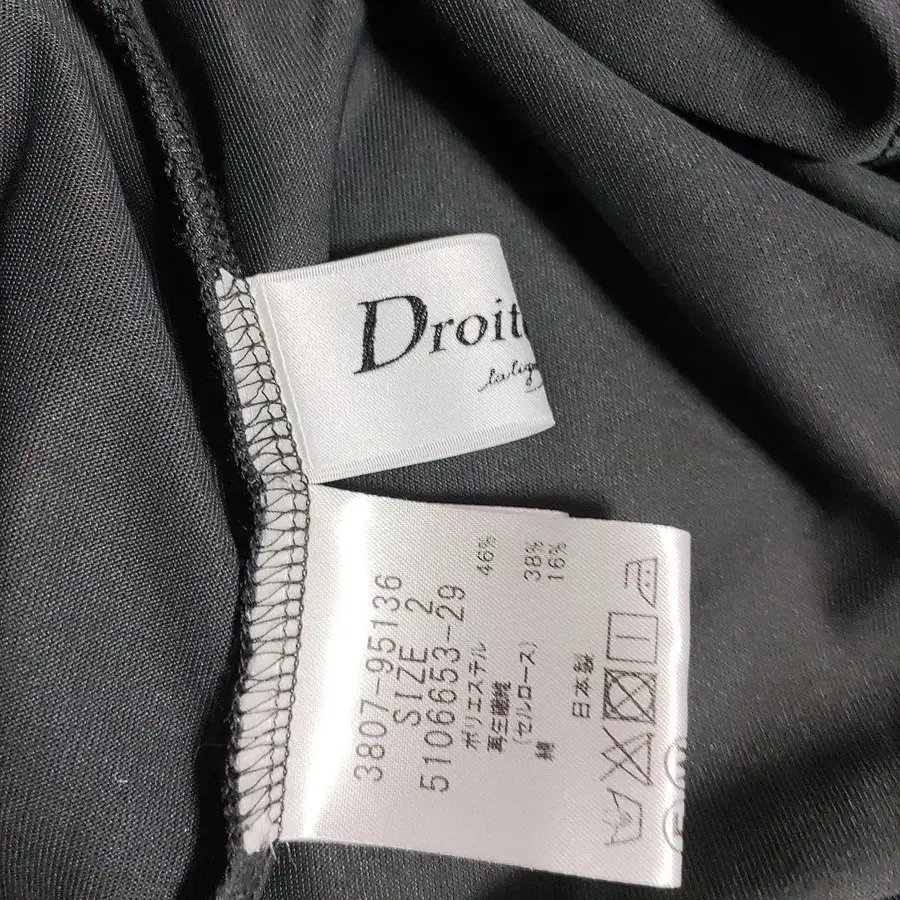 Droit
3807-95136
SIZE 2
5106653-29
ポリエステル 46%
再生繊維
(セルロース) 38%
綿 16%
日本製